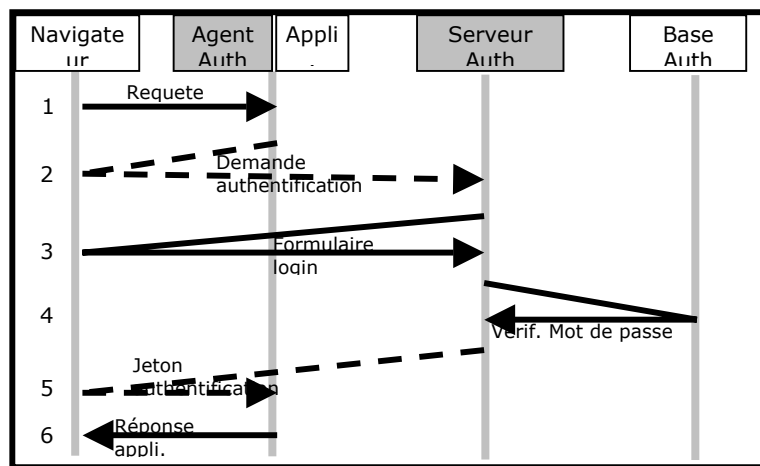 Navigate
ur
Agent
Auth
Appli
.
Serveur
Auth
Base
Auth
1
Requete
2
Demande
authentification
3
Formulaire
login
4
Vérif. Mot de passe
5
Jeton
authentification
6
Réponse
appli.